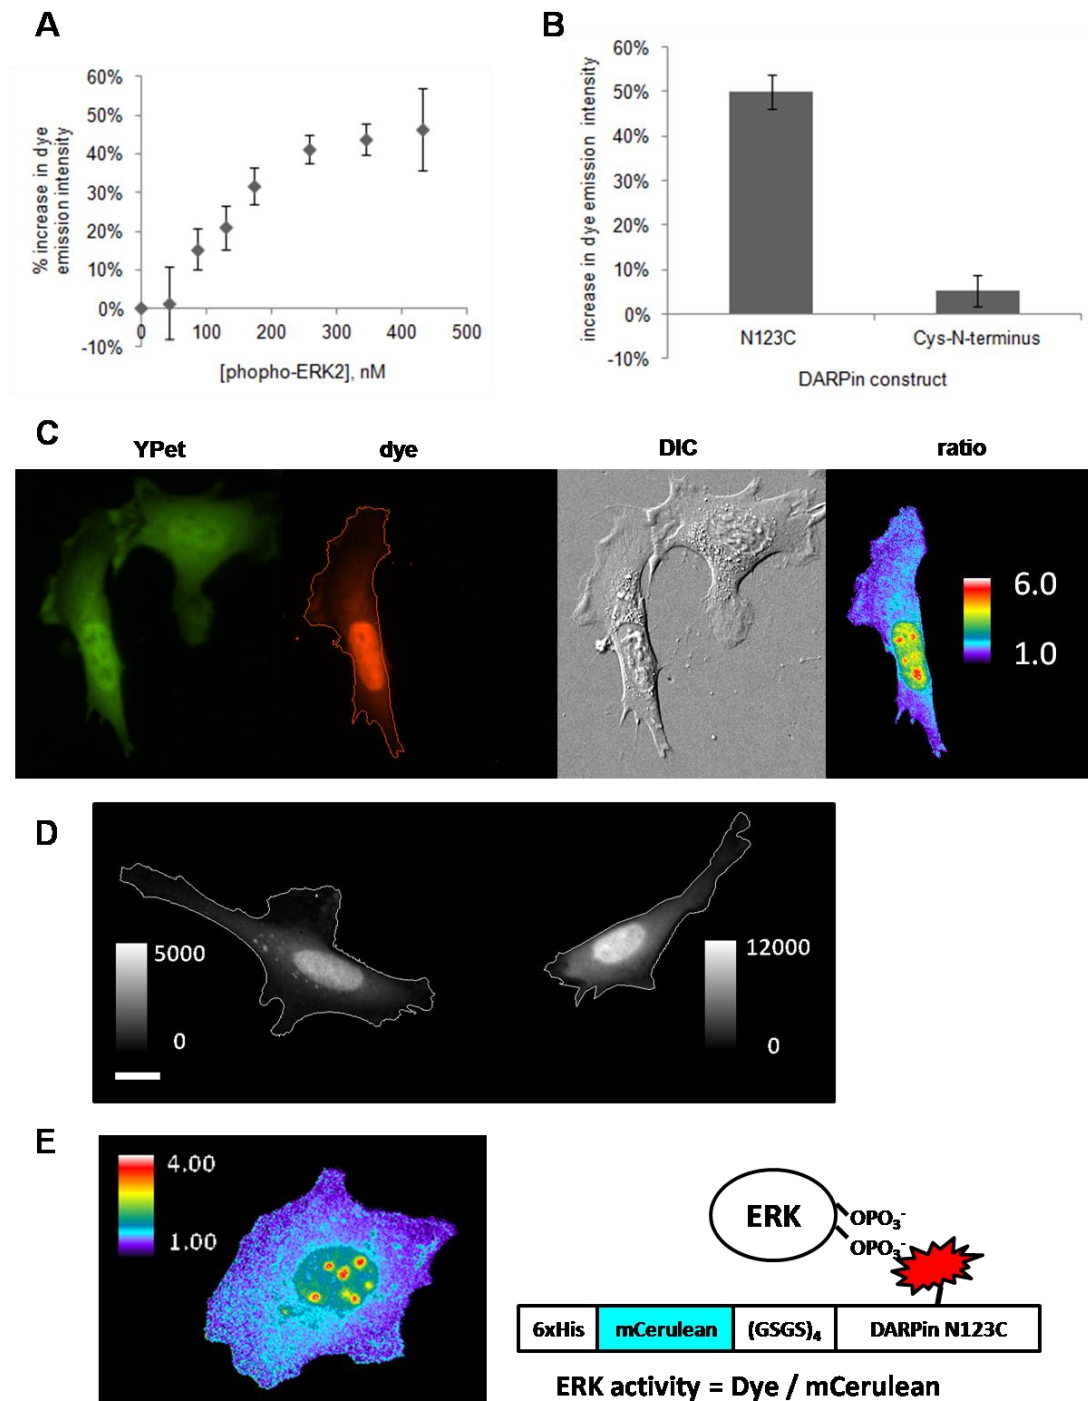 A
60%
50%
40%
30%
20%
10%
0%
-10%
0
100
200
300
400
500
% increase in dye
emission intensity
[phopho-ERK2], nM
B
60%
50%
40%
30%
20%
10%
0%
-10%
increase in dye emission intensity
N123C
Cys-N-terminus
DARPin construct
C
YPet
dye
DIC
ratio
6.0
1.0
D
5000
0
12000
0
E
4.00
1.00
ERK
OPO₃⁻
OPO₃⁻
6xHis
mCerulean
(GSGS)₄
DARPin N123C
ERK activity = Dye / mCerulean